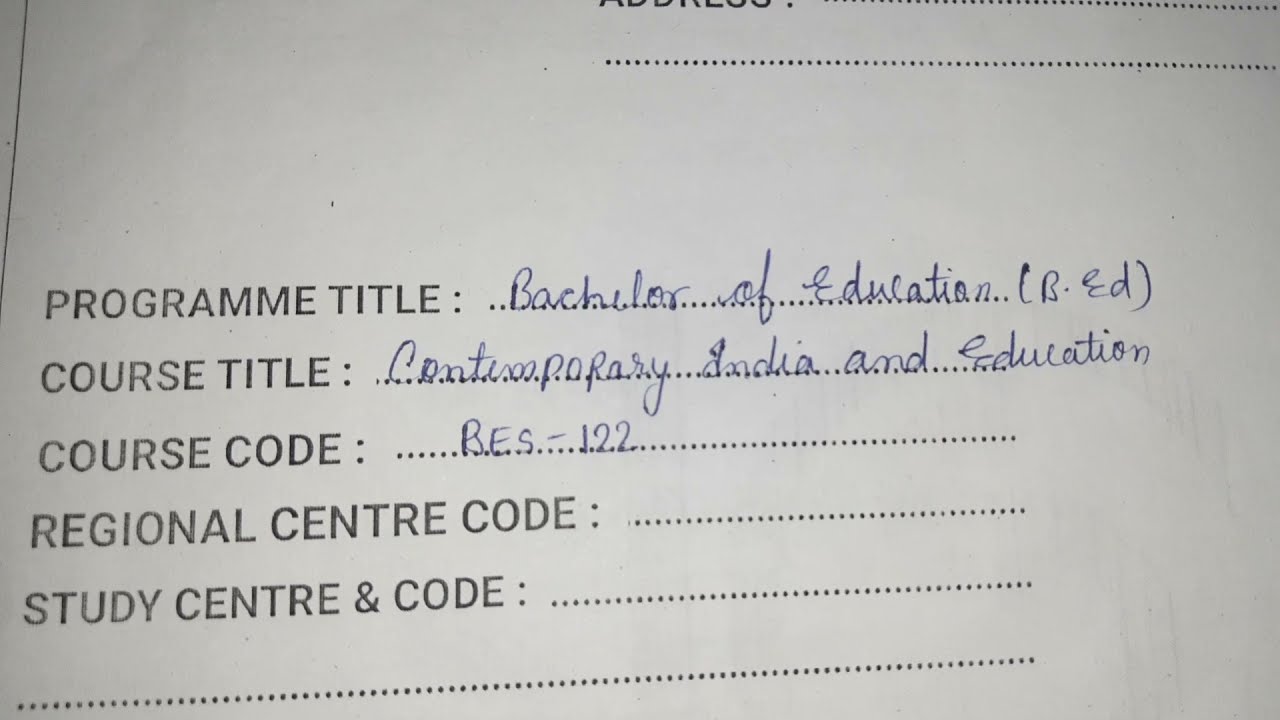 ADDRESS : ..............................
............................................................
PROGRAMME TITLE : Bachelor of Education (B.Ed)
COURSE TITLE : Contemporary India and Education
COURSE CODE : BES-122
REGIONAL CENTRE CODE : ..............................
STUDY CENTRE & CODE : ..............................
............................................................